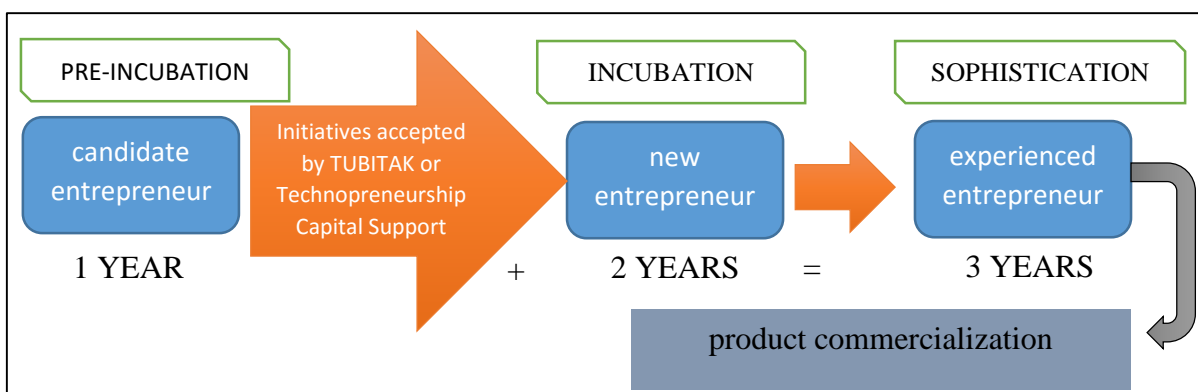 PRE-INCUBATION
INCUBATION
SOPHISTICATION
candidate
entrepreneur
Initiatives accepted
by TUBITAK or
Technopreneurship
Capital Support
new
entrepreneur
experienced
entrepreneur
1 YEAR + 2 YEARS = 3 YEARS
product commercialization